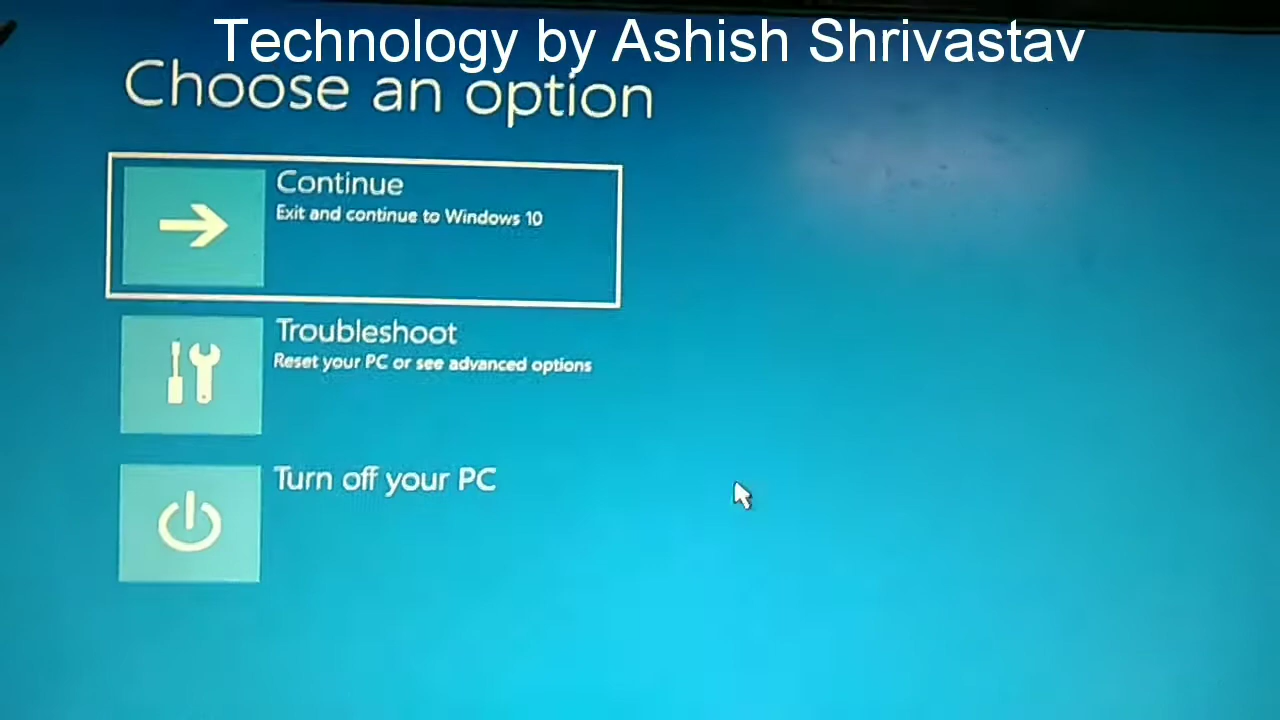 Technology by Ashish Shrivastav
Choose an option
Continue
Exit and continue to Windows 10
Troubleshoot
Reset your PC or see advanced options
Turn off your PC